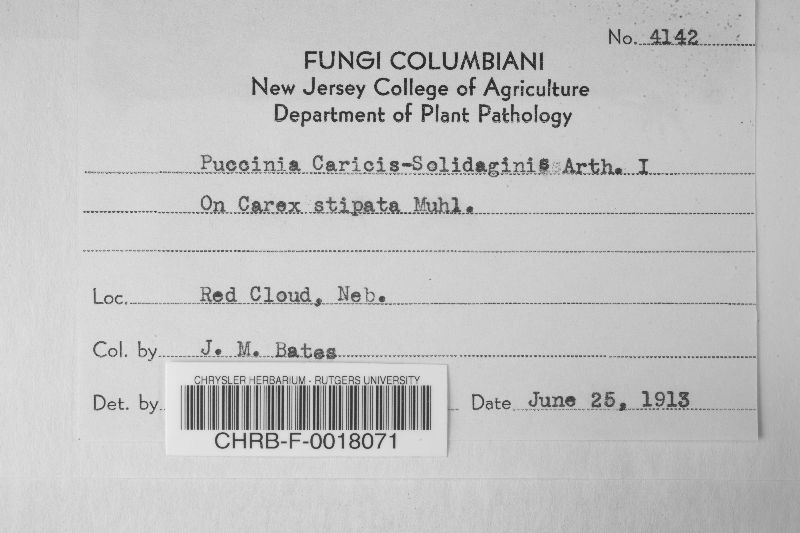 No. 4142
FUNGI COLUMBIANI
New Jersey College of Agriculture
Department of Plant Pathology
Puccinia Caricis-Solidaginis Arth. I
On Carex stipata Muhl.
Loc. Red Cloud, Neb.
Col. by J. M. Bates
Det. by
Date June 25, 1913
CHRYSLER HERBARIUM - RUTGERS UNIVERSITY
CHRB-F-0018071